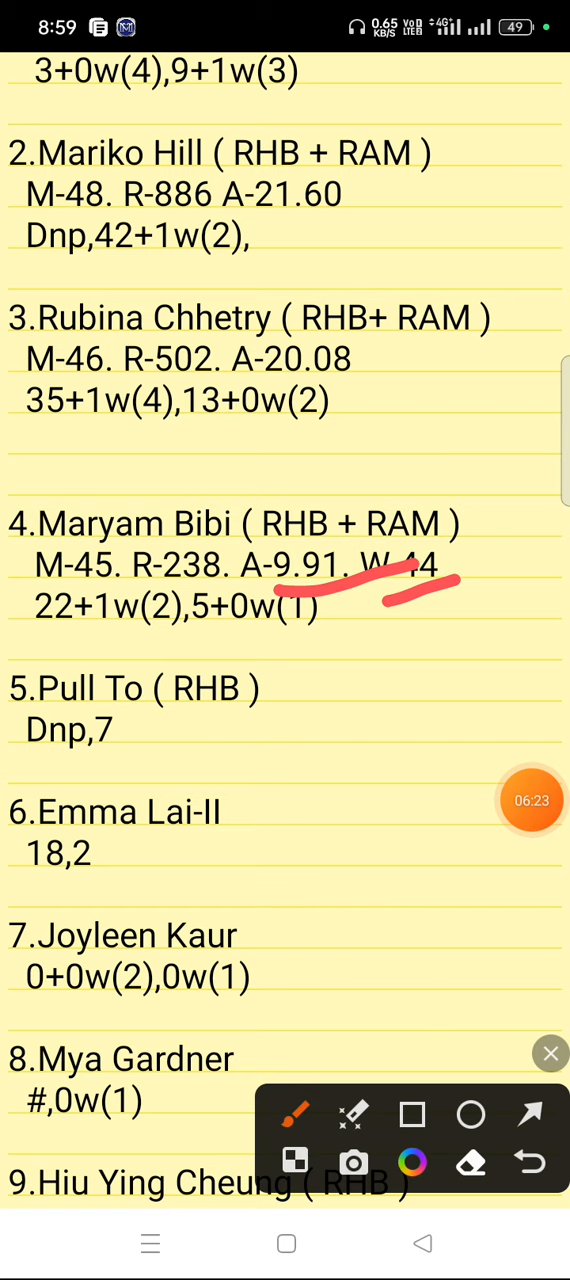 8:59
0.65 KB/S VoD LTE2 4G 49
3+0w(4),9+1w(3)
2.Mariko Hill ( RHB + RAM )
M-48. R-886 A-21.60
Dnp,42+1w(2),
3.Rubina Chhetry ( RHB+ RAM )
M-46. R-502. A-20.08
35+1w(4),13+0w(2)
4.Maryam Bibi ( RHB + RAM )
M-45. R-238. A-9.91. W-44
22+1w(2),5+0w(1)
5.Pull To ( RHB )
Dnp,7
06:23
6.Emma Lai-II
18,2
7.Joyleen Kaur
0+0w(2),0w(1)
8.Mya Gardner
#,0w(1)
9.Hiu Ying Cheung ( RHB )